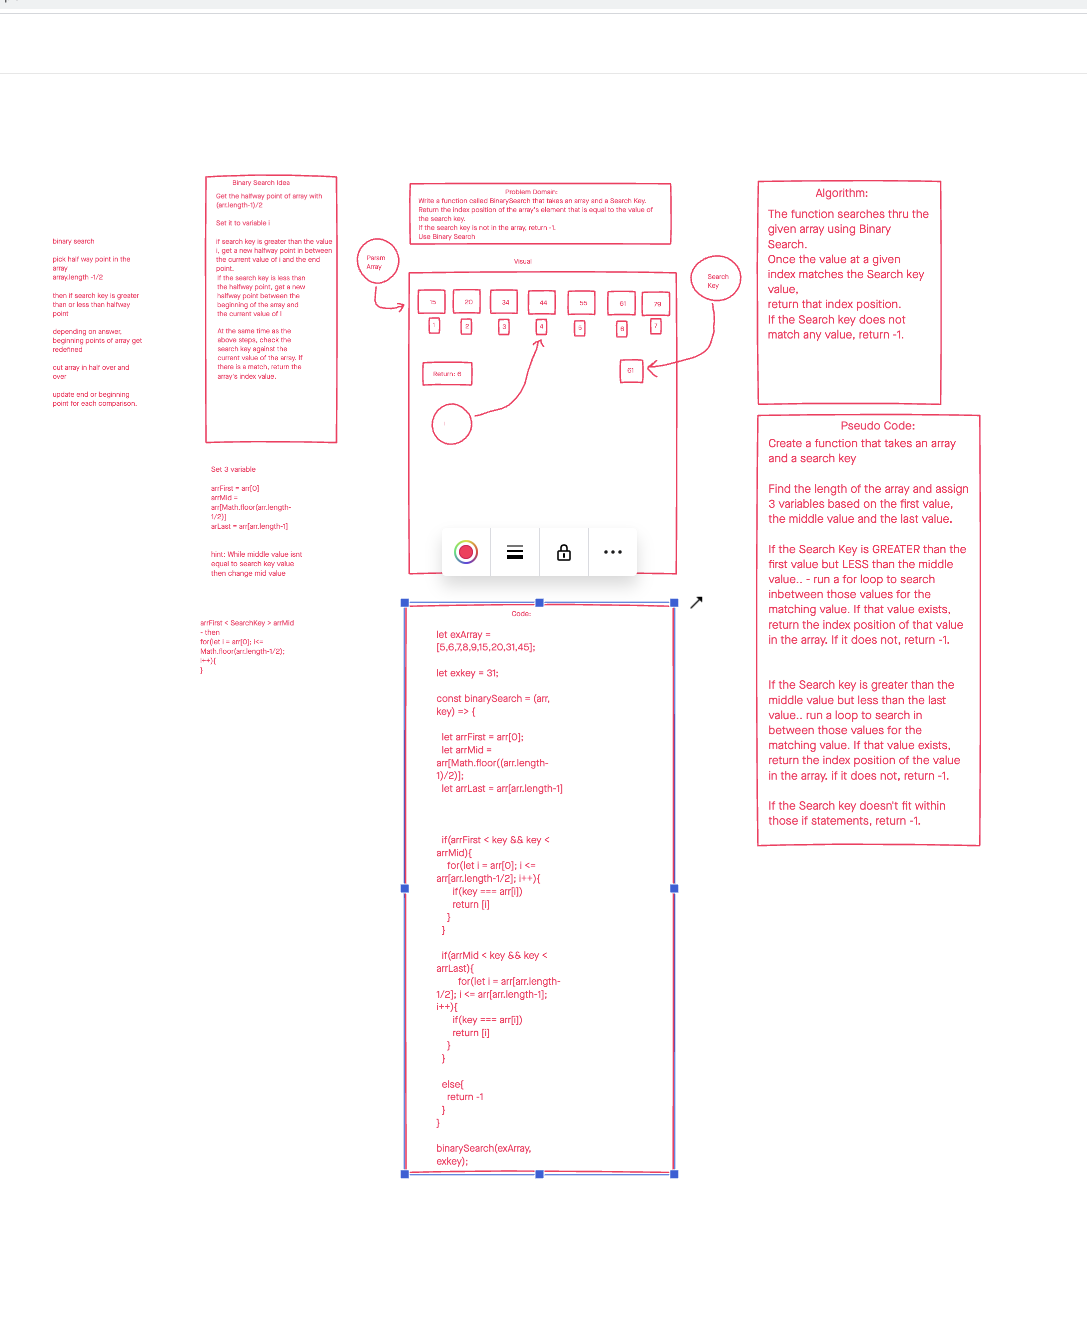 binary search
pick half way point in the
array
array.length -1/2
then if search key is greater
than or less than halfway
point
depending on answer,
beginning points of array get
redefined
cut array in half over and
over
update end or beginning
point for each comparison.
Binary Search Idea
Get the halfway point of array with
(arr.length-1)/2
Set it to variable i
if search key is greater than the value
i, get a new halfway point in between
the current value of i and the end
point.
if the search key is less than
the halfway point, get a new
halfway point between the
beginning of the array and
the current value of i
At the same time as the
above steps, check the
search key against the
current value of the array. If
there is a match, return the
array's index value.
Set 3 variable
arrFirst = arr[0]
arrMid =
arr[Math.floor(arr.length-
1/2)]
arLast = arr[arr.length-1]
hint: While middle value isnt
equal to search key value
then change mid value
arrFirst < SearchKey > arrMid
- then
for(let i = arr[0]; i<=
Math.floor(arr.length-1/2);
i++){
}
Problem Domain:
Write a function called BinarySearch that takes an array and a Search Key.
Return the index position of the array's element that is equal to the value of
the search key.
If the search key is not in the array, return -1.
Use Binary Search
Visual
Param
Array
Search
Key
15 20 34 44 55 61 79
1 2 3 4 5 6 7
Return: 6
61
i
Code:
let exArray =
[5,6,7,8,9,15,20,31,45];
let exkey = 31;
const binarySearch = (arr,
key) => {
let arrFirst = arr[0];
let arrMid =
arr[Math.floor((arr.length-
1)/2)];
let arrLast = arr[arr.length-1]
if(arrFirst < key && key <
arrMid){
for(let i = arr[0]; i <=
arr[arr.length-1/2]; i++){
if(key === arr[i])
return [i]
}
}
if(arrMid < key && key <
arrLast){
for(let i = arr[arr.length-
1/2]; i <= arr[arr.length-1];
i++){
if(key === arr[i])
return [i]
}
}
else{
return -1
}
}
binarySearch(exArray,
exkey);
Algorithm:
The function searches thru the
given array using Binary
Search.
Once the value at a given
index matches the Search key
value,
return that index position.
If the Search key does not
match any value, return -1.
Pseudo Code:
Create a function that takes an array
and a search key
Find the length of the array and assign
3 variables based on the first value,
the middle value and the last value.
If the Search Key is GREATER than the
first value but LESS than the middle
value.. - run a for loop to search
inbetween those values for the
matching value. If that value exists,
return the index position of that value
in the array. If it does not, return -1.
If the Search key is greater than the
middle value but less than the last
value.. run a loop to search in
between those values for the
matching value. If that value exists,
return the index position of the value
in the array. if it does not, return -1.
If the Search key doesn't fit within
those if statements, return -1.